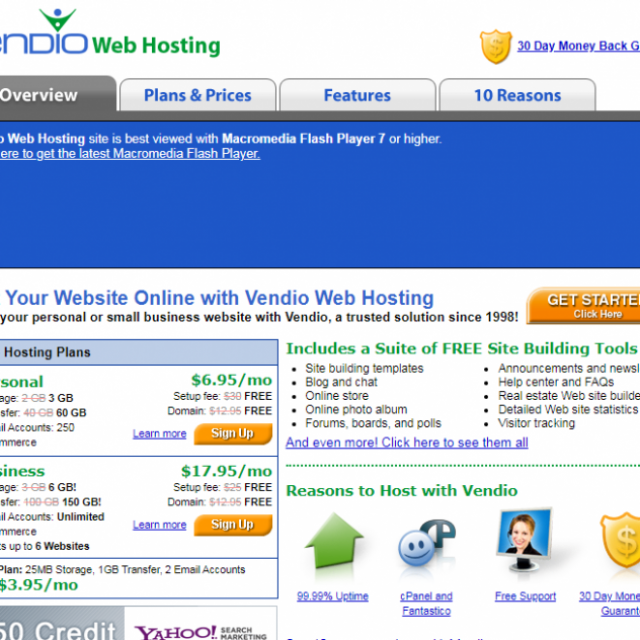 Web Hosting
30 Day Money Back G
Overview
Plans & Prices
Features
10 Reasons
Web Hosting site is best viewed with Macromedia Flash Player 7 or higher.
ere to get the latest Macromedia Flash Player.
Your Website Online with Vendio Web Hosting
your personal or small business website with Vendio, a trusted solution since 1998!
GET STARTE
Click Here
Hosting Plans
rsonal
$6.95/mo
age: 2 GB 3 GB
Setup fee: $30 FREE
sfer: 40 GB 60 GB
Domain: $12.95 FREE
il Accounts: 250
mmerce
Learn more
Sign Up
siness
$17.95/mo
age: 3 GB 6 GB!
Setup fee: $25 FREE
sfer: 100 GB 150 GB!
Domain: $12.95 FREE
il Accounts: Unlimited
mmerce
Learn more
Sign Up
ts up to 6 Websites
Plan: 25MB Storage, 1GB Transfer, 2 Email Accounts
$3.95/mo
50 Credit
YAHOO! SEARCH
MARKETING
Includes a Suite of FREE Site Building Tools
• Site building templates
• Blog and chat
• Online store
• Online photo album
• Forums, boards, and polls
• Announcements and newsl
• Help center and FAQs
• Real estate Web site builde
• Detailed Web site statistics
• Visitor tracking
And even more! Click here to see them all
Reasons to Host with Vendio
99.99% Uptime
cPanel and
Fantastico
Free Support
30 Day Mone
Guarant